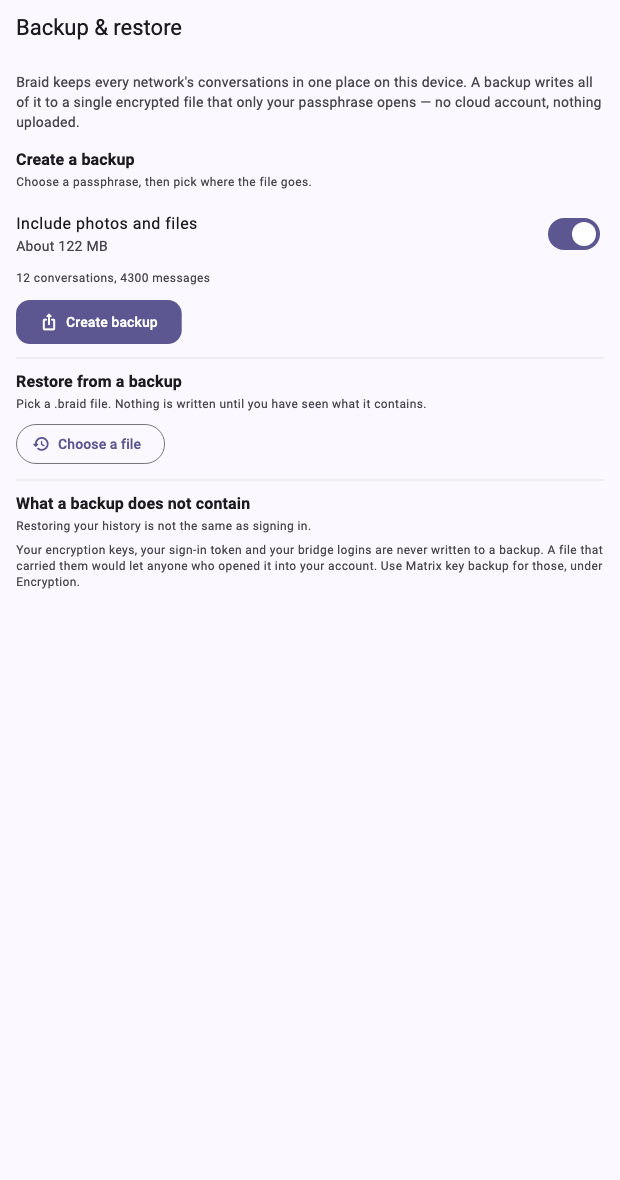 Backup & restore
Braid keeps every network's conversations in one place on this device. A backup writes all
of it to a single encrypted file that only your passphrase opens — no cloud account, nothing
uploaded.
Create a backup
Choose a passphrase, then pick where the file goes.
Include photos and files
About 122 MB
12 conversations, 4300 messages
Create backup
Restore from a backup
Pick a .braid file. Nothing is written until you have seen what it contains.
Choose a file
What a backup does not contain
Restoring your history is not the same as signing in.
Your encryption keys, your sign-in token and your bridge logins are never written to a backup. A file that
carried them would let anyone who opened it into your account. Use Matrix key backup for those, under
Encryption.